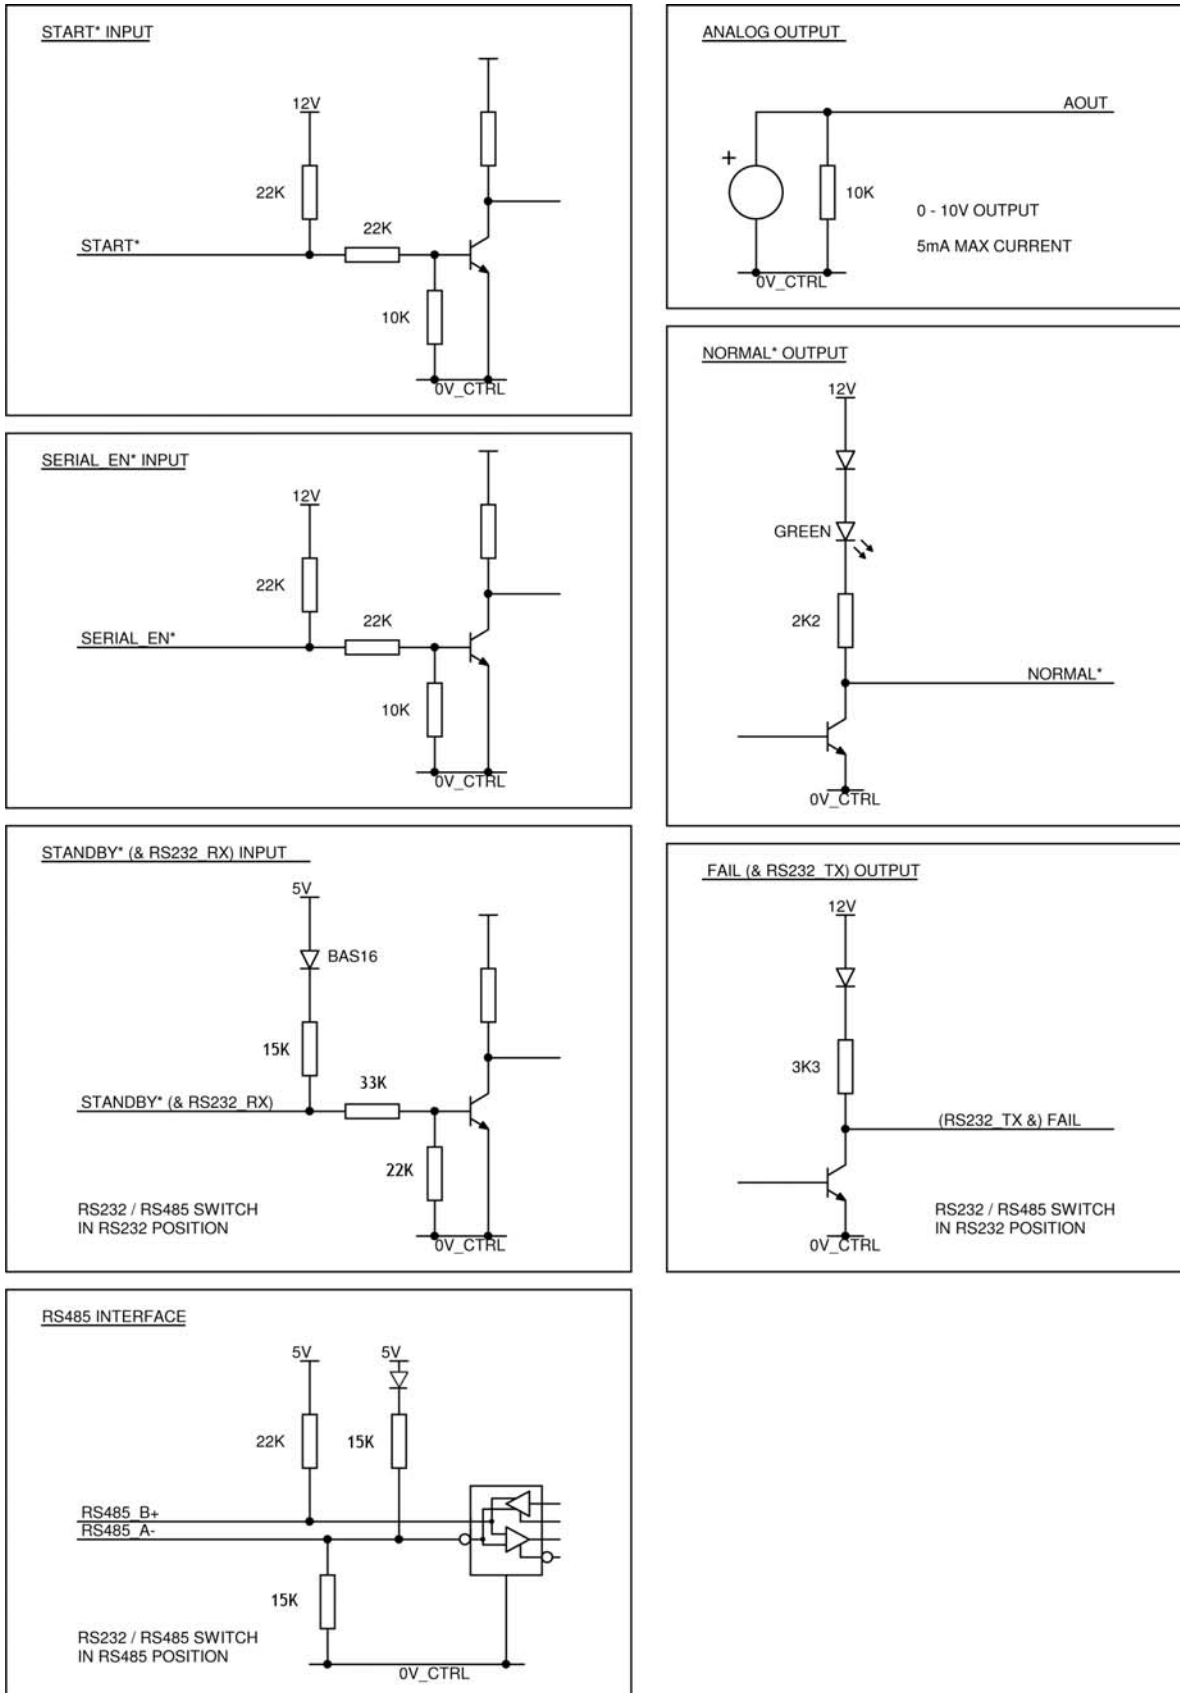 START* INPUT
12V
22K
22K
START*
10K
0V_CTRL
SERIAL_EN* INPUT
12V
22K
22K
SERIAL_EN*
10K
0V_CTRL
STANDBY* (& RS232_RX) INPUT
5V
BAS16
15K
33K
STANDBY* (& RS232_RX)
22K
RS232 / RS485 SWITCH
IN RS232 POSITION
0V_CTRL
RS485 INTERFACE
5V
5V
22K
15K
RS485_B+
RS485_A-
15K
RS232 / RS485 SWITCH
IN RS485 POSITION
0V_CTRL
ANALOG OUTPUT
AOUT
+
10K
0 - 10V OUTPUT
5mA MAX CURRENT
0V_CTRL
NORMAL* OUTPUT
12V
GREEN
2K2
NORMAL*
0V_CTRL
FAIL (& RS232_TX) OUTPUT
12V
3K3
(RS232_TX &) FAIL
RS232 / RS485 SWITCH
IN RS232 POSITION
0V_CTRL